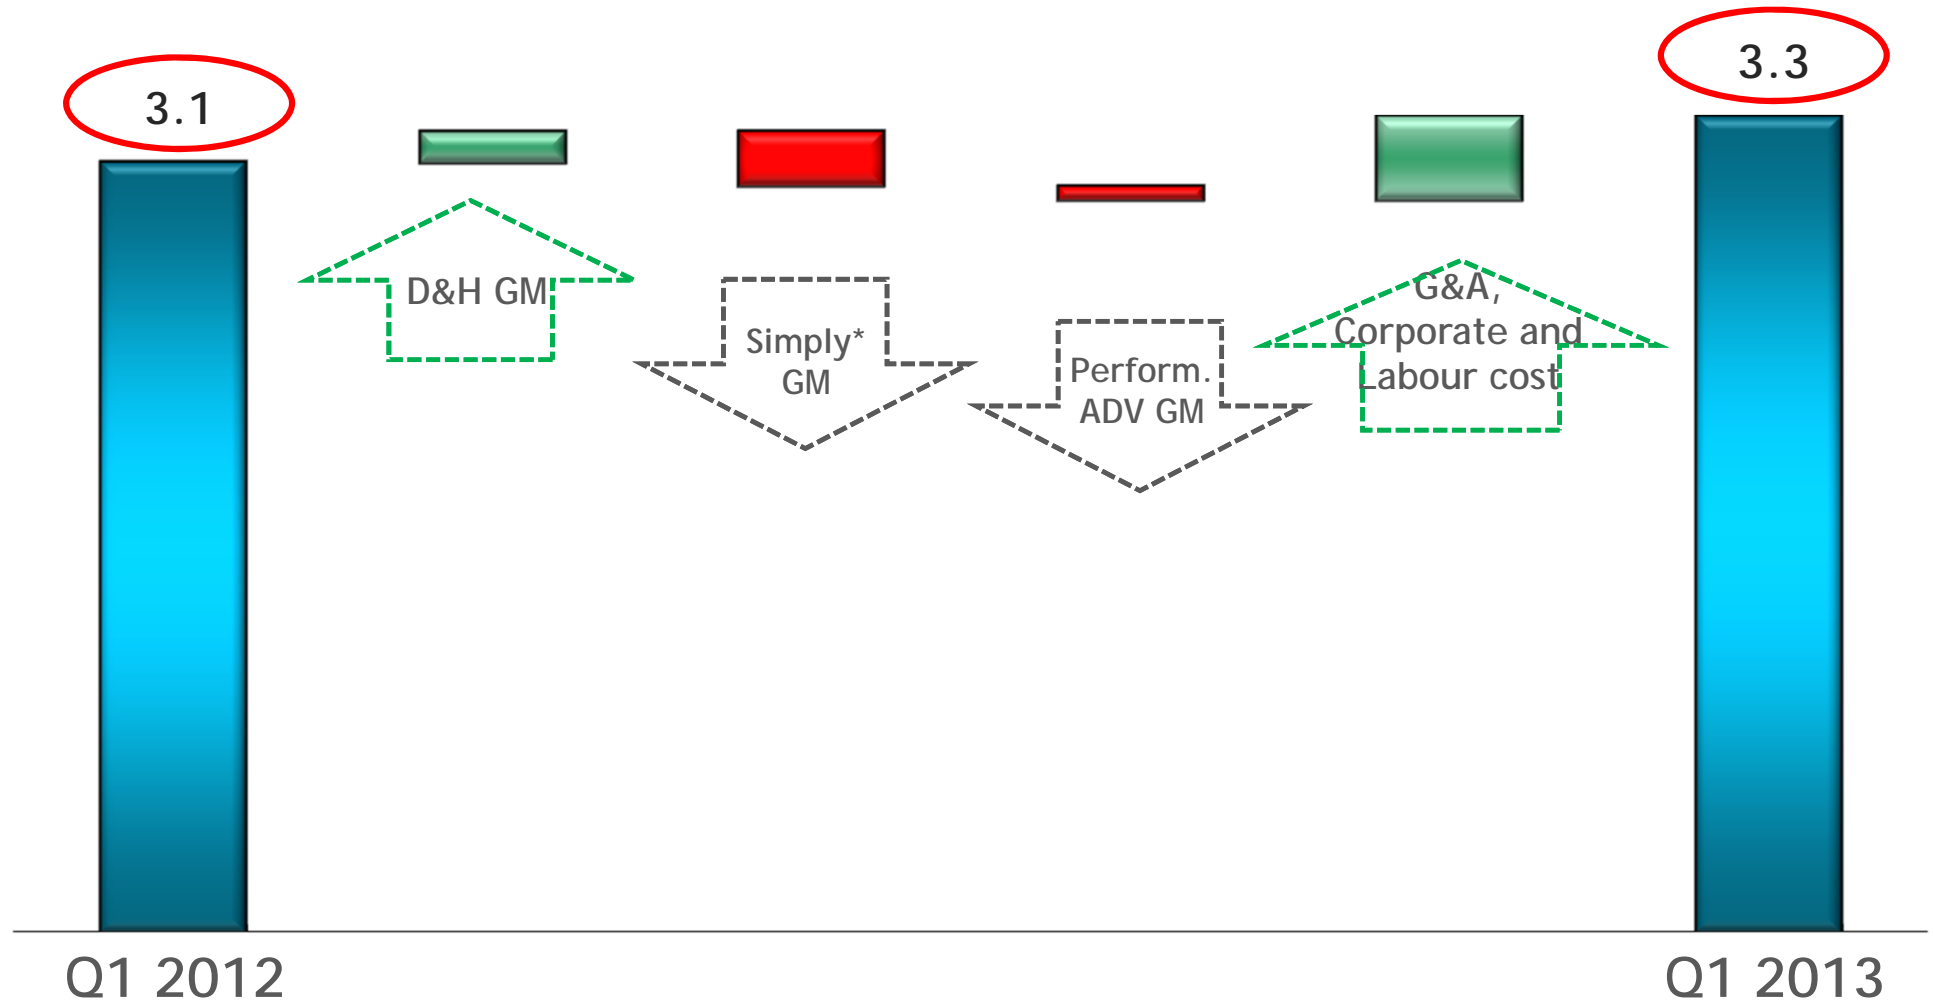 3.1
3.3
D&H GM
Simply*
GM
Perform.
ADV GM
G&A,
Corporate and
Labour cost
Q1 2012
Q1 2013